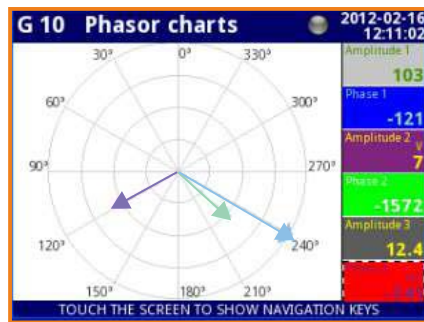 G 10 Phasor charts
2012-02-16
12:11:02
30°
0°
330°
60°
300°
90°
270°
120°
240°
150°
180°
210°
Amplitude 1
103
Phase 1
-121
Amplitude 2
V
7
Phase 2
-1572
Amplitude 3
12.4
TOUCH THE SCREEN TO SHOW NAVIGATION KEYS